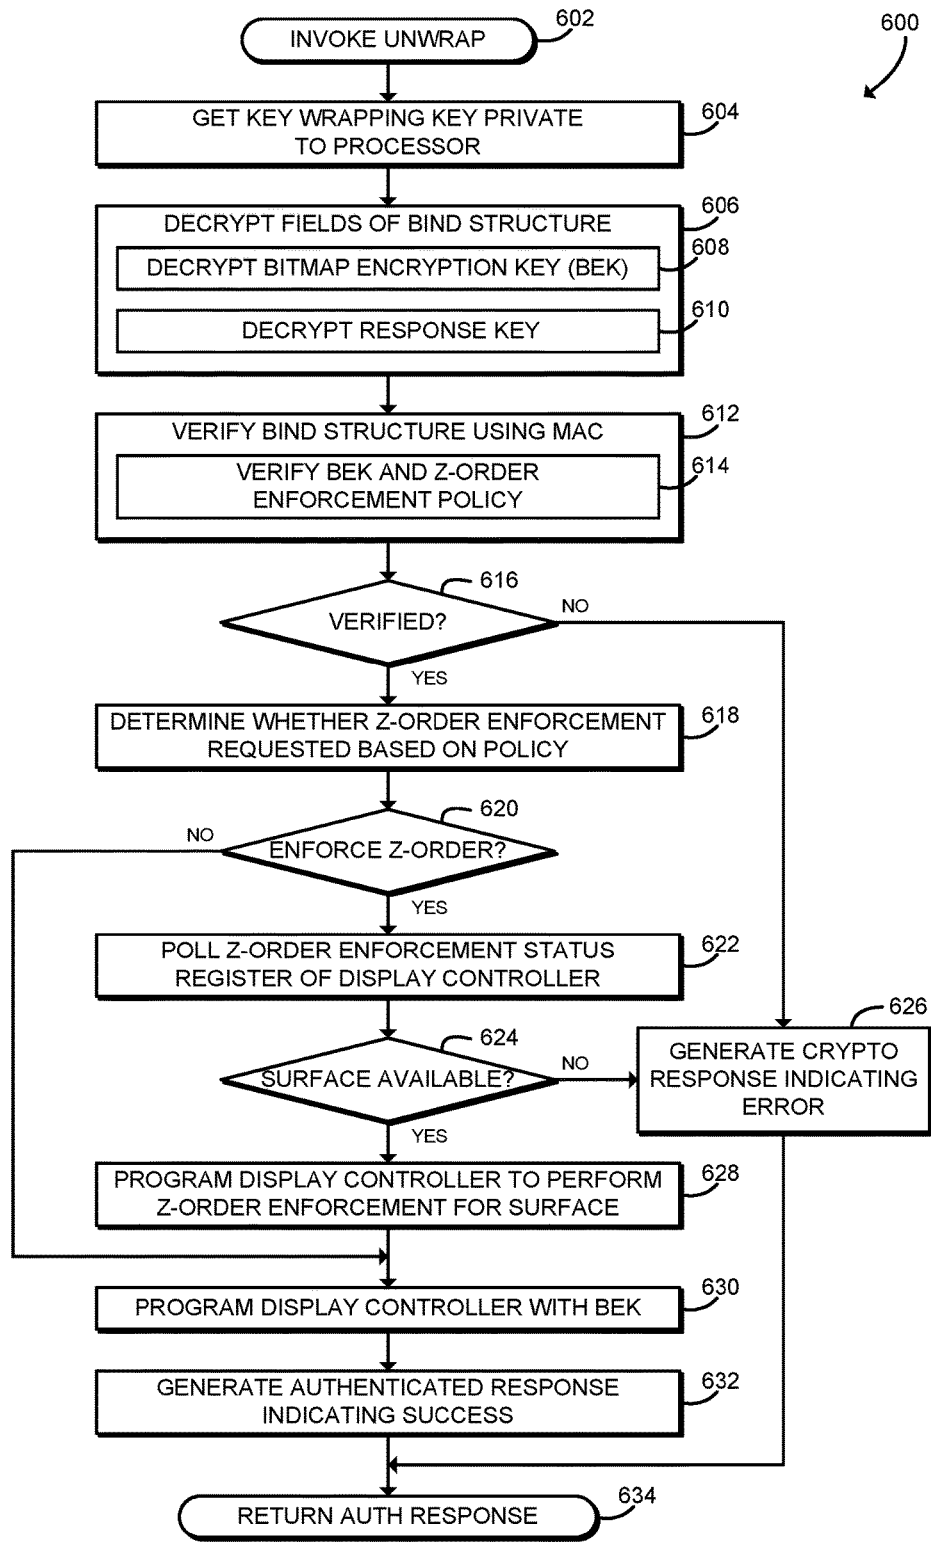 600
INVOKE UNWRAP
602
GET KEY WRAPPING KEY PRIVATE
TO PROCESSOR
604
DECRYPT FIELDS OF BIND STRUCTURE
606
DECRYPT BITMAP ENCRYPTION KEY (BEK)
608
DECRYPT RESPONSE KEY
610
VERIFY BIND STRUCTURE USING MAC
612
VERIFY BEK AND Z-ORDER
ENFORCEMENT POLICY
614
VERIFIED?
616
NO
YES
DETERMINE WHETHER Z-ORDER ENFORCEMENT
REQUESTED BASED ON POLICY
618
ENFORCE Z-ORDER?
620
NO
YES
POLL Z-ORDER ENFORCEMENT STATUS
REGISTER OF DISPLAY CONTROLLER
622
SURFACE AVAILABLE?
624
NO
YES
GENERATE CRYPTO
RESPONSE INDICATING
ERROR
626
PROGRAM DISPLAY CONTROLLER TO PERFORM
Z-ORDER ENFORCEMENT FOR SURFACE
628
PROGRAM DISPLAY CONTROLLER WITH BEK
630
GENERATE AUTHENTICATED RESPONSE
INDICATING SUCCESS
632
RETURN AUTH RESPONSE
634